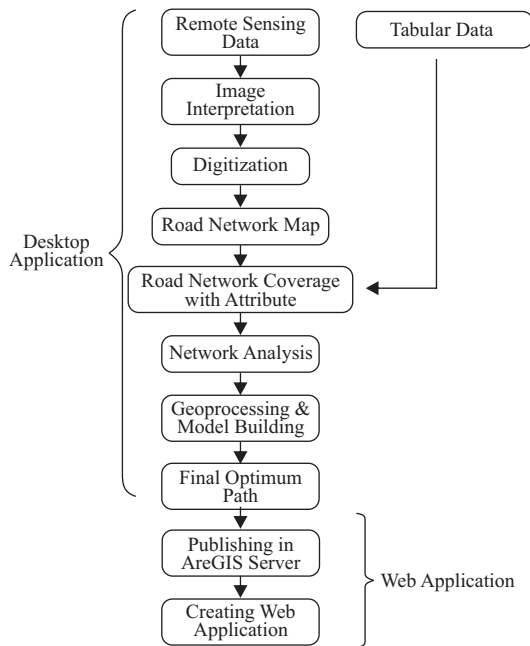 Remote Sensing
Data
Tabular Data
Image
Interpretation
Digitization
Road Network Map
Desktop
Application
Road Network Coverage
with Attribute
Network Analysis
Geoprocessing &
Model Building
Final Optimum
Path
Publishing in
AreGIS Server
Web Application
Creating Web
Application